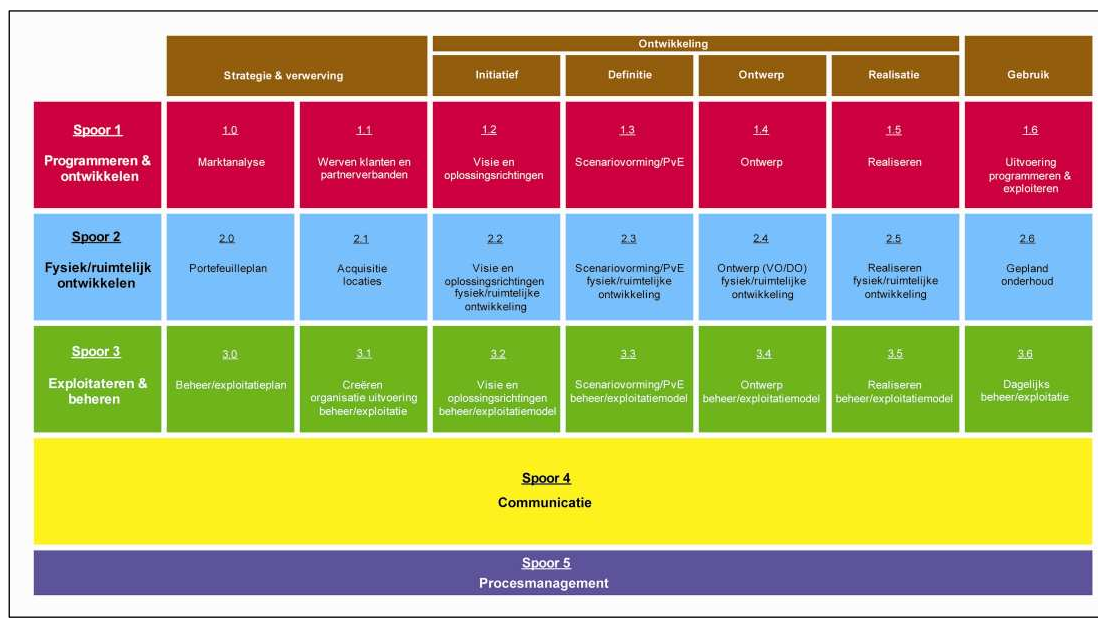 Ontwikkeling
Strategie & verwerving
Initiatief
Definitie
Ontwerp
Realisatie
Gebruik
Spoor 1
Programmeren &
ontwikkelen
1.0
Marktanalyse
1.1
Werven klanten en
partnerverbanden
1.2
Visie en
oplossingsrichtingen
1.3
Scenariovorming/PvE
1.4
Ontwerp
1.5
Realiseren
1.6
Uitvoering
programmeren &
exploiteren
Spoor 2
Fysiek/ruimtelijk
ontwikkelen
2.0
Portefeuilleplan
2.1
Acquisitie
locaties
2.2
Visie en
oplossingsrichtingen
fysiek/ruimtelijke
ontwikkeling
2.3
Scenariovorming/PvE
fysiek/ruimtelijke
ontwikkeling
2.4
Ontwerp (VO/DO)
fysiek/ruimtelijke
ontwikkeling
2.5
Realiseren
fysiek/ruimtelijke
ontwikkeling
2.6
Gepland
onderhoud
Spoor 3
Exploitateren &
beheren
3.0
Beheer/exploitatieplan
3.1
Creëren
organisatie uitvoering
beheer/exploitatie
3.2
Visie en
oplossingsrichtingen
beheer/exploitatiemodel
3.3
Scenariovorming/PvE
beheer/exploitatiemodel
3.4
Ontwerp
beheer/exploitatiemodel
3.5
Realiseren
beheer/exploitatiemodel
3.6
Dagelijks
beheer/exploitatie
Spoor 4
Communicatie
Spoor 5
Procesmanagement